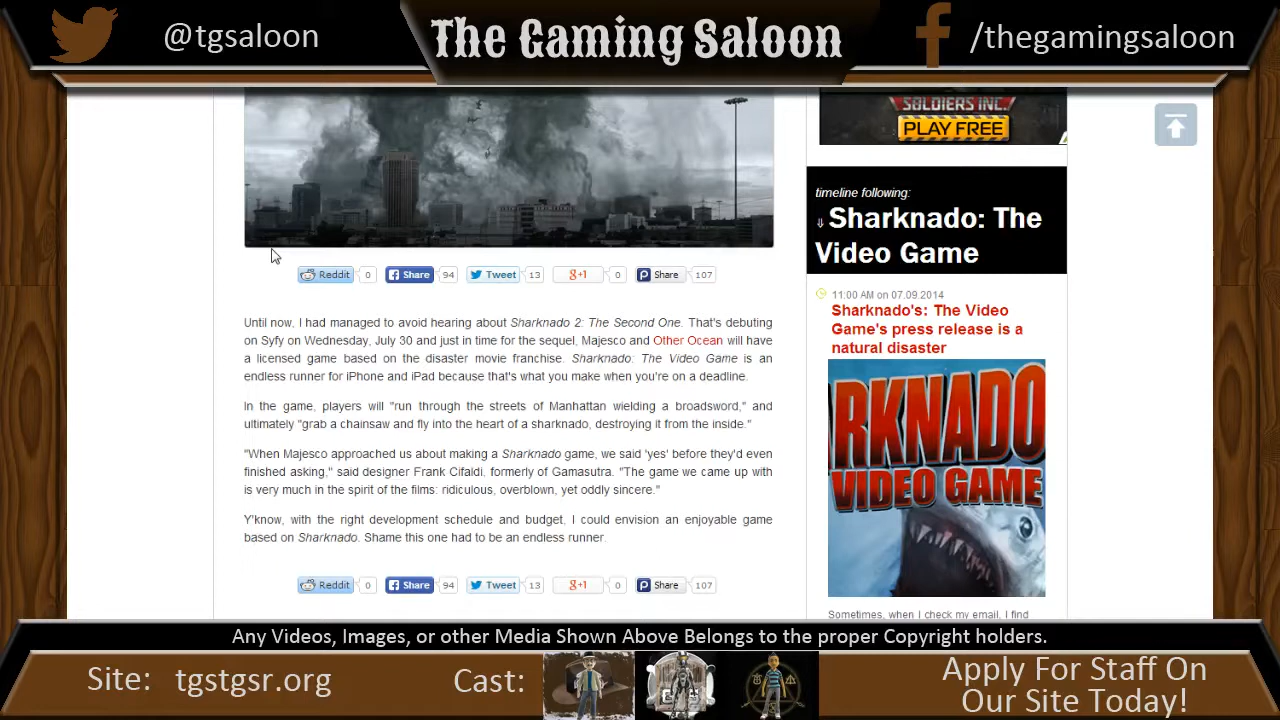 @tgsaloon
The Gaming Saloon
/thegamingsaloon
SOLDIERS INC.
PLAY FREE
timeline following:
⇓ Sharknado: The
Video Game
11:00 AM on 07.09.2014
Sharknado's: The Video
Game's press release is a
natural disaster
RKNADO
VIDEO GAME
Sometimes, when I check my email, I find
Reddit 0 Share 94 Tweet 13 g+1 0 Share 107
Until now, I had managed to avoid hearing about Sharknado 2: The Second One. That's debuting
on Syfy on Wednesday, July 30 and just in time for the sequel, Majesco and Other Ocean will have
a licensed game based on the disaster movie franchise. Sharknado: The Video Game is an
endless runner for iPhone and iPad because that's what you make when you're on a deadline.
In the game, players will "run through the streets of Manhattan wielding a broadsword," and
ultimately "grab a chainsaw and fly into the heart of a sharknado, destroying it from the inside."
"When Majesco approached us about making a Sharknado game, we said 'yes' before they'd even
finished asking," said designer Frank Cifaldi, formerly of Gamasutra. "The game we came up with
is very much in the spirit of the films: ridiculous, overblown, yet oddly sincere."
Y'know, with the right development schedule and budget, I could envision an enjoyable game
based on Sharknado. Shame this one had to be an endless runner.
Reddit 0 Share 94 Tweet 13 g+1 0 Share 107
Any Videos, Images, or other Media Shown Above Belongs to the proper Copyright holders.
Site: tgstgsr.org
Cast:
Apply For Staff On
Our Site Today!